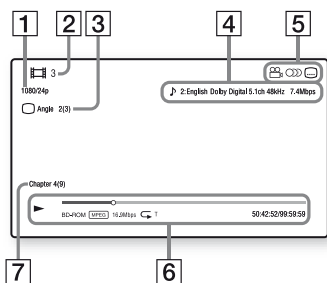 1 2 3 4 5
3
1080/24p
♪ 2:English Dolby Digital 5.1ch 48kHz 7.4Mbps
Angle 2(3)
Chapter 4(9)
BD-ROM MPEG 16.9Mbps 1 50:42:52/99:59:59
7 6